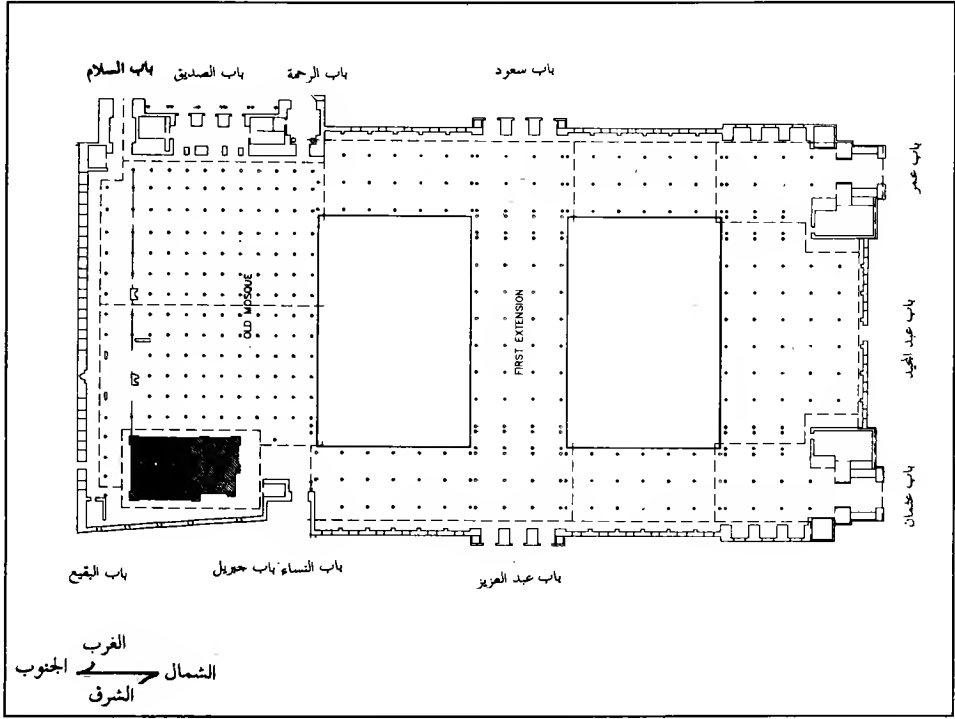 باب السلام
باب الصديق
باب الرحمة
باب سعود
باب عمر
باب عبد المجيد
باب عثمان
OLD MOSQUE
FIRST EXTENSION
باب البقيع
باب جبريل
باب النساء
باب عبد العزيز
الغرب
الجنوب
الشمال
الشرق